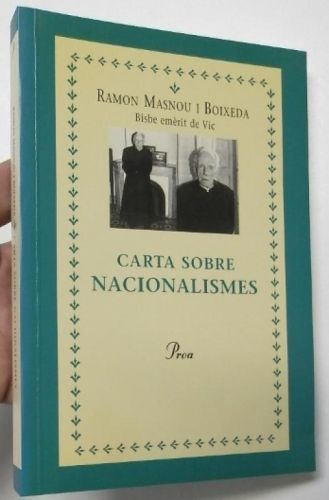 RAMON MASNOU I BOIXEDA
Bisbe emèrit de Vic
CARTA SOBRE
NACIONALISMES
Proa